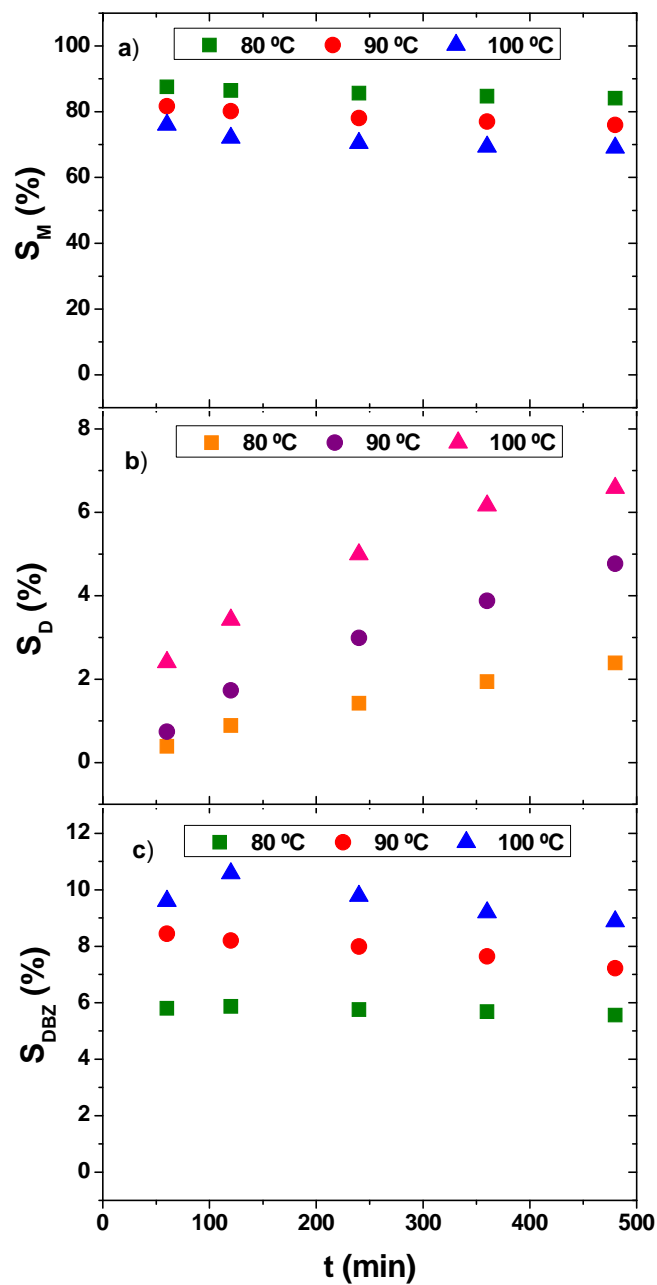 a) 80 ºC 90 ºC 100 ºC
100
80
60
40
20
0
S_M (%)
b) 80 ºC 90 ºC 100 ºC
8
6
4
2
0
S_D (%)
c) 80 ºC 90 ºC 100 ºC
12
10
8
6
4
2
0
S_DBZ (%)
0 100 200 300 400 500
t (min)